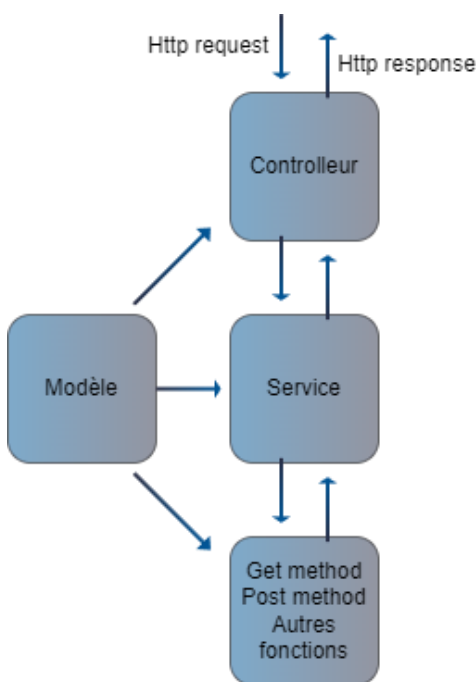 Http request
Http response
Controlleur
Modèle
Service
Get method
Post method
Autres
fonctions